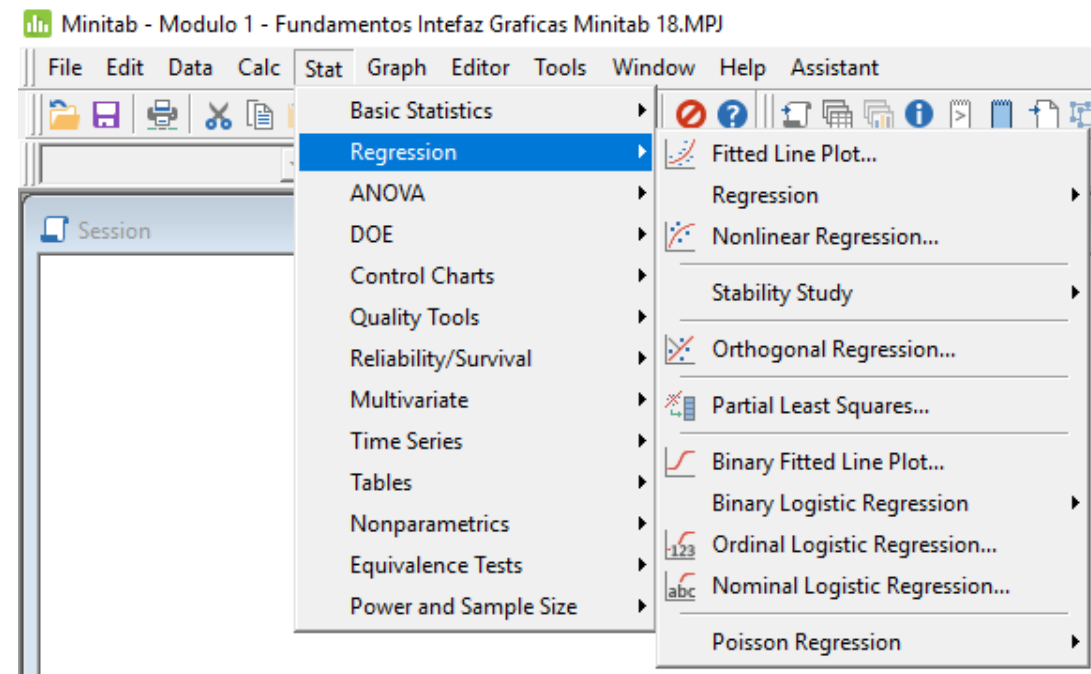 Minitab - Modulo 1 - Fundamentos Intefaz Graficas Minitab 18.MPJ
File Edit Data Calc Stat Graph Editor Tools Window Help Assistant
Session
Basic Statistics
Regression
ANOVA
DOE
Control Charts
Quality Tools
Reliability/Survival
Multivariate
Time Series
Tables
Nonparametrics
Equivalence Tests
Power and Sample Size
Fitted Line Plot...
Regression
Nonlinear Regression...
Stability Study
Orthogonal Regression...
Partial Least Squares...
Binary Fitted Line Plot...
Binary Logistic Regression
123 Ordinal Logistic Regression...
abc Nominal Logistic Regression...
Poisson Regression